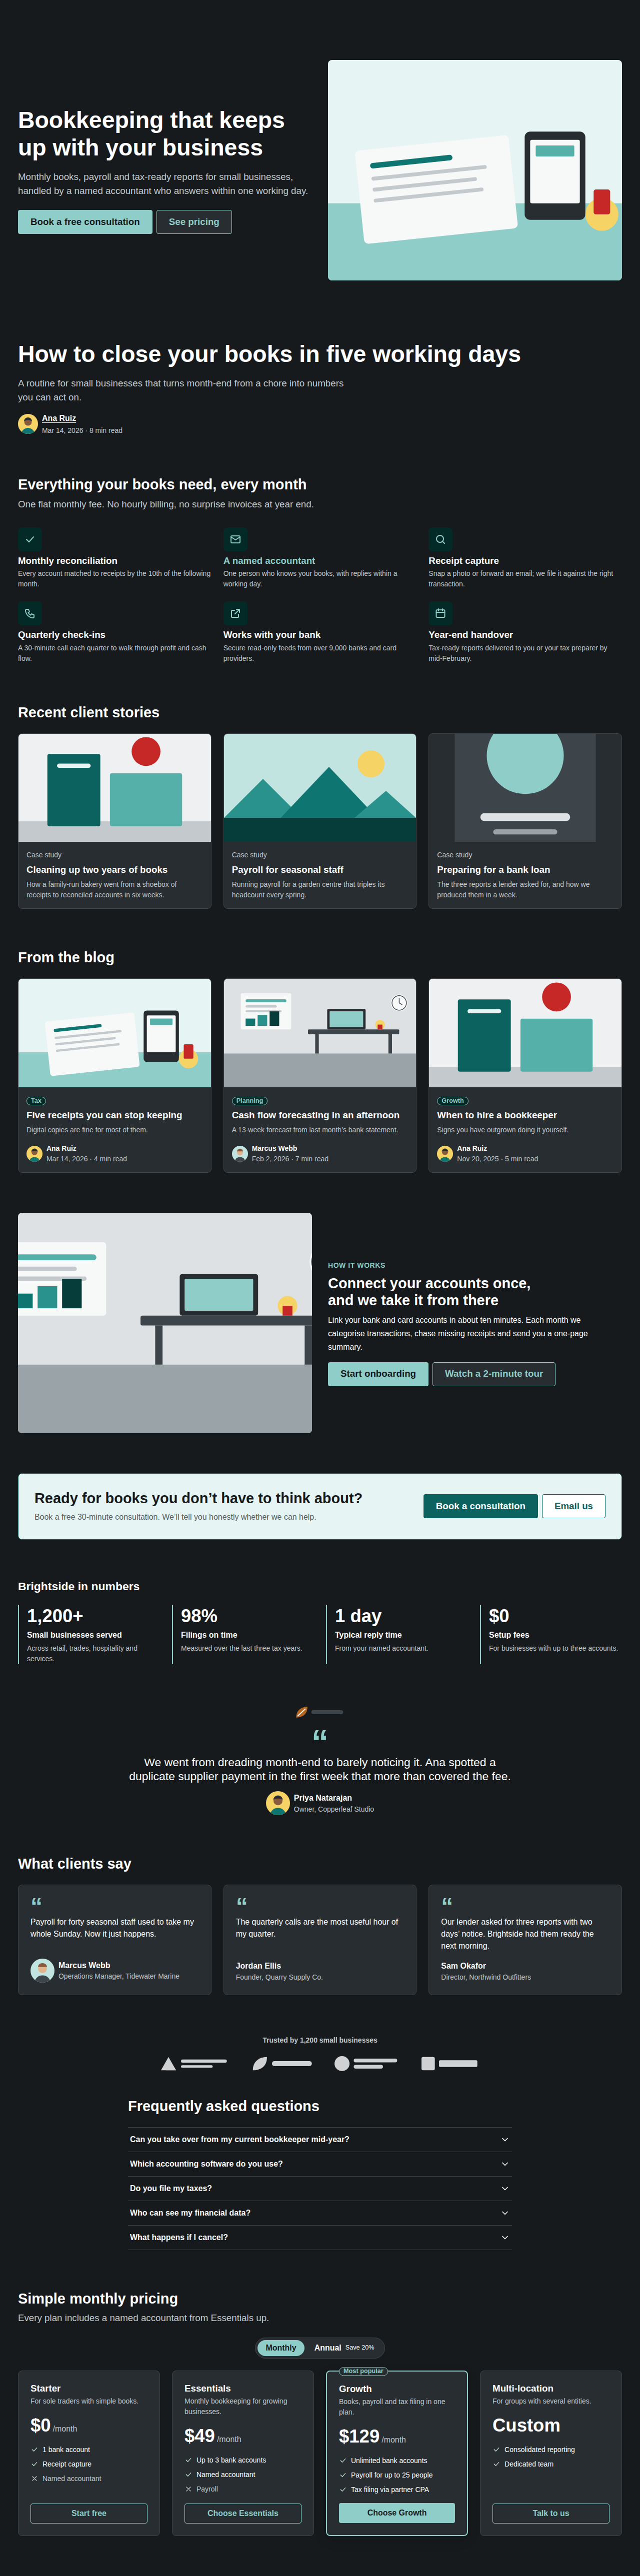 Bookkeeping that keeps
up with your business
Monthly books, payroll and tax-ready reports for small businesses,
handled by a named accountant who answers within one working day.
Book a free consultation
See pricing
How to close your books in five working days
A routine for small businesses that turns month-end from a chore into numbers
you can act on.
Ana Ruiz
Mar 14, 2026 · 8 min read
Everything your books need, every month
One flat monthly fee. No hourly billing, no surprise invoices at year end.
Monthly reconciliation
Every account matched to receipts by the 10th of the following
month.
A named accountant
One person who knows your books, with replies within a
working day.
Receipt capture
Snap a photo or forward an email; we file it against the right
transaction.
Quarterly check-ins
A 30-minute call each quarter to walk through profit and cash
flow.
Works with your bank
Secure read-only feeds from over 9,000 banks and card
providers.
Year-end handover
Tax-ready reports delivered to you or your tax preparer by
mid-February.
Recent client stories
Case study
Cleaning up two years of books
How a family-run bakery went from a shoebox of
receipts to reconciled accounts in six weeks.
Case study
Payroll for seasonal staff
Running payroll for a garden centre that triples its
headcount every spring.
Case study
Preparing for a bank loan
The three reports a lender asked for, and how we
produced them in a week.
From the blog
Tax
Five receipts you can stop keeping
Digital copies are fine for most of them.
Ana Ruiz
Mar 14, 2026 · 4 min read
Planning
Cash flow forecasting in an afternoon
A 13-week forecast from last month's bank statement.
Marcus Webb
Feb 2, 2026 · 7 min read
Growth
When to hire a bookkeeper
Signs you have outgrown doing it yourself.
Ana Ruiz
Nov 20, 2025 · 5 min read
HOW IT WORKS
Connect your accounts once,
and we take it from there
Link your bank and card accounts in about ten minutes. Each month we
categorise transactions, chase missing receipts and send you a one-page
summary.
Start onboarding
Watch a 2-minute tour
Ready for books you don’t have to think about?
Book a free 30-minute consultation. We’ll tell you honestly whether we can help.
Book a consultation
Email us
Brightside in numbers
1,200+
Small businesses served
Across retail, trades, hospitality and
services.
98%
Filings on time
Measured over the last three tax years.
1 day
Typical reply time
From your named accountant.
$0
Setup fees
For businesses with up to three accounts.
“
We went from dreading month-end to barely noticing it. Ana spotted a
duplicate supplier payment in the first week that more than covered the fee.
Priya Natarajan
Owner, Copperleaf Studio
What clients say
“
Payroll for forty seasonal staff used to take my
whole Sunday. Now it just happens.
Marcus Webb
Operations Manager, Tidewater Marine
“
The quarterly calls are the most useful hour of
my quarter.
Jordan Ellis
Founder, Quarry Supply Co.
“
Our lender asked for three reports with two
days’ notice. Brightside had them ready the
next morning.
Sam Okafor
Director, Northwind Outfitters
Trusted by 1,200 small businesses
Frequently asked questions
Can you take over from my current bookkeeper mid-year?
Which accounting software do you use?
Do you file my taxes?
Who can see my financial data?
What happens if I cancel?
Simple monthly pricing
Every plan includes a named accountant from Essentials up.
Monthly
Annual Save 20%
Starter
For sole traders with simple books.
$0 /month
1 bank account
Receipt capture
Named accountant
Start free
Essentials
Monthly bookkeeping for growing
businesses.
$49 /month
Up to 3 bank accounts
Named accountant
Payroll
Choose Essentials
Most popular
Growth
Books, payroll and tax filing in one
plan.
$129 /month
Unlimited bank accounts
Payroll for up to 25 people
Tax filing via partner CPA
Choose Growth
Multi-location
For groups with several entities.
Custom
Consolidated reporting
Dedicated team
Talk to us